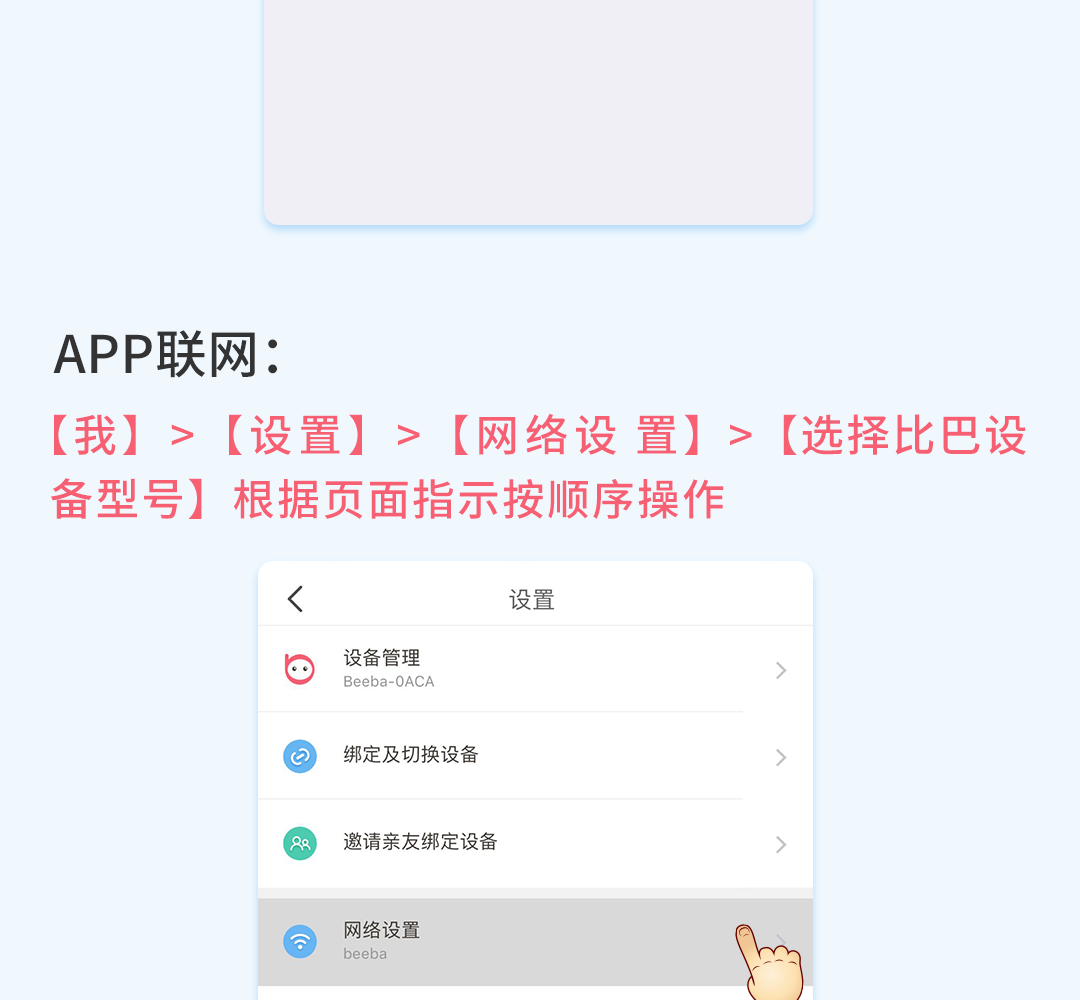 APP联网：
【我】>【设置】>【网络设 置】>【选择比巴设
备型号】根据页面指示按顺序操作
设置
设备管理
Beeba-0ACA
绑定及切换设备
邀请亲友绑定设备
网络设置
beeba